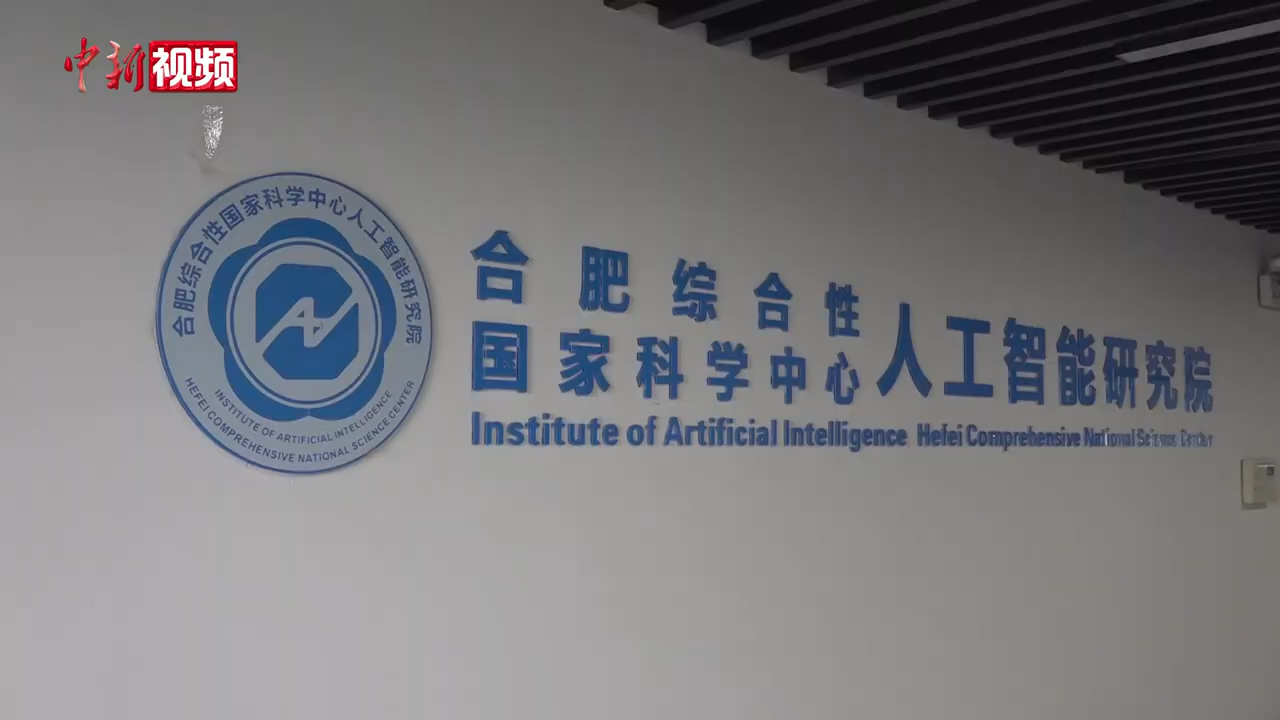 中新视频
合肥综合性国家科学中心人工智能研究院
INSTITUTE OF ARTIFICIAL INTELLIGENCE
HEFEI COMPREHENSIVE NATIONAL SCIENCE CENTER
合肥综合性
国家科学中心
人工智能研究院
Institute of Artificial Intelligence Hefei Comprehensive National Science Center